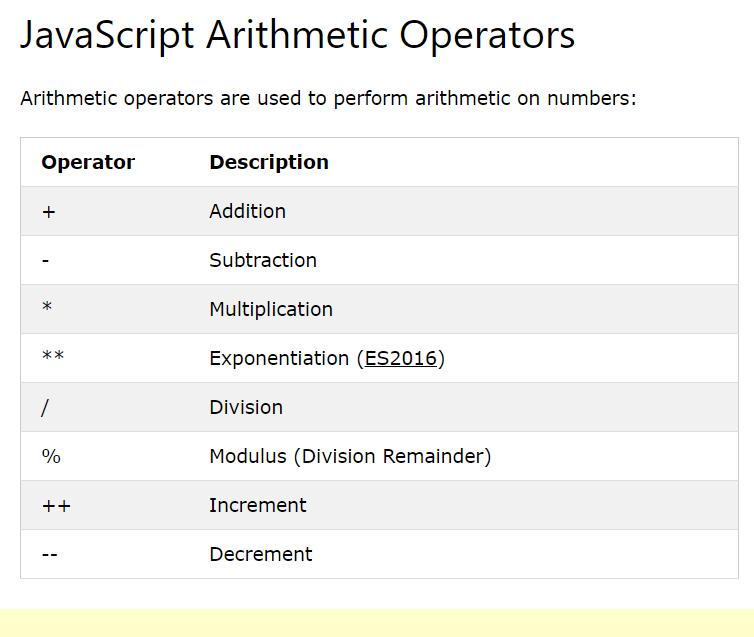 JavaScript Arithmetic Operators
Arithmetic operators are used to perform arithmetic on numbers:
Operator Description
+ Addition
- Subtraction
* Multiplication
** Exponentiation (ES2016)
/ Division
% Modulus (Division Remainder)
++ Increment
-- Decrement